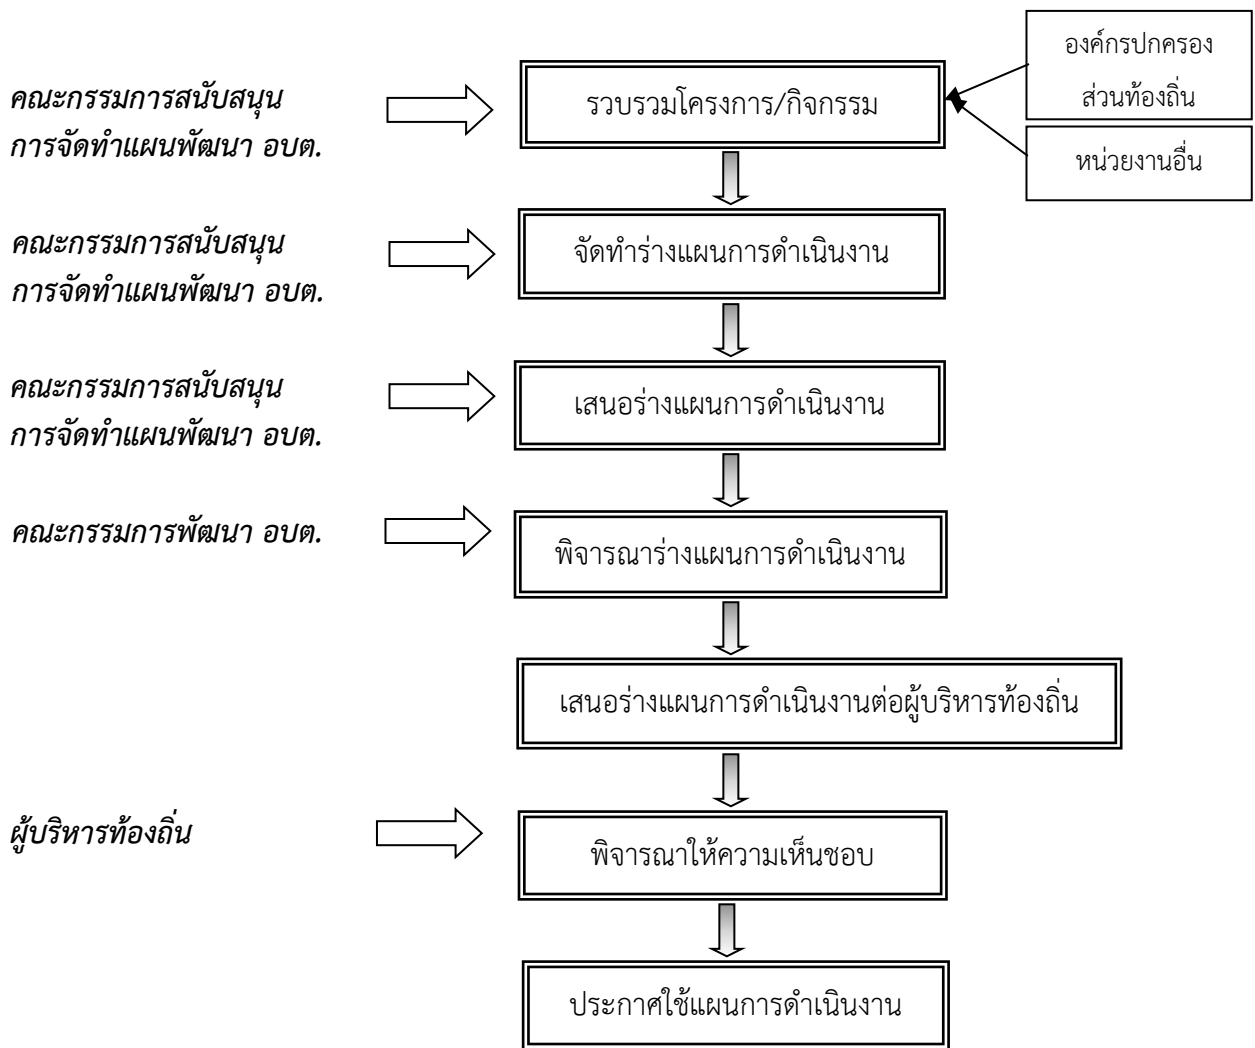 องค์กรปกครอง
ส่วนท้องถิ่น
คณะกรรมการสนับสนุน
การจัดทำแผนพัฒนา อบต.
รวบรวมโครงการ/กิจกรรม
หน่วยงานอื่น
คณะกรรมการสนับสนุน
การจัดทำแผนพัฒนา อบต.
จัดทำร่างแผนการดำเนินงาน
คณะกรรมการสนับสนุน
การจัดทำแผนพัฒนา อบต.
เสนอร่างแผนการดำเนินงาน
คณะกรรมการพัฒนา อบต.
พิจารณาร่างแผนการดำเนินงาน
เสนอร่างแผนการดำเนินงานต่อผู้บริหารท้องถิ่น
ผู้บริหารท้องถิ่น
พิจารณาให้ความเห็นชอบ
ประกาศใช้แผนการดำเนินงาน